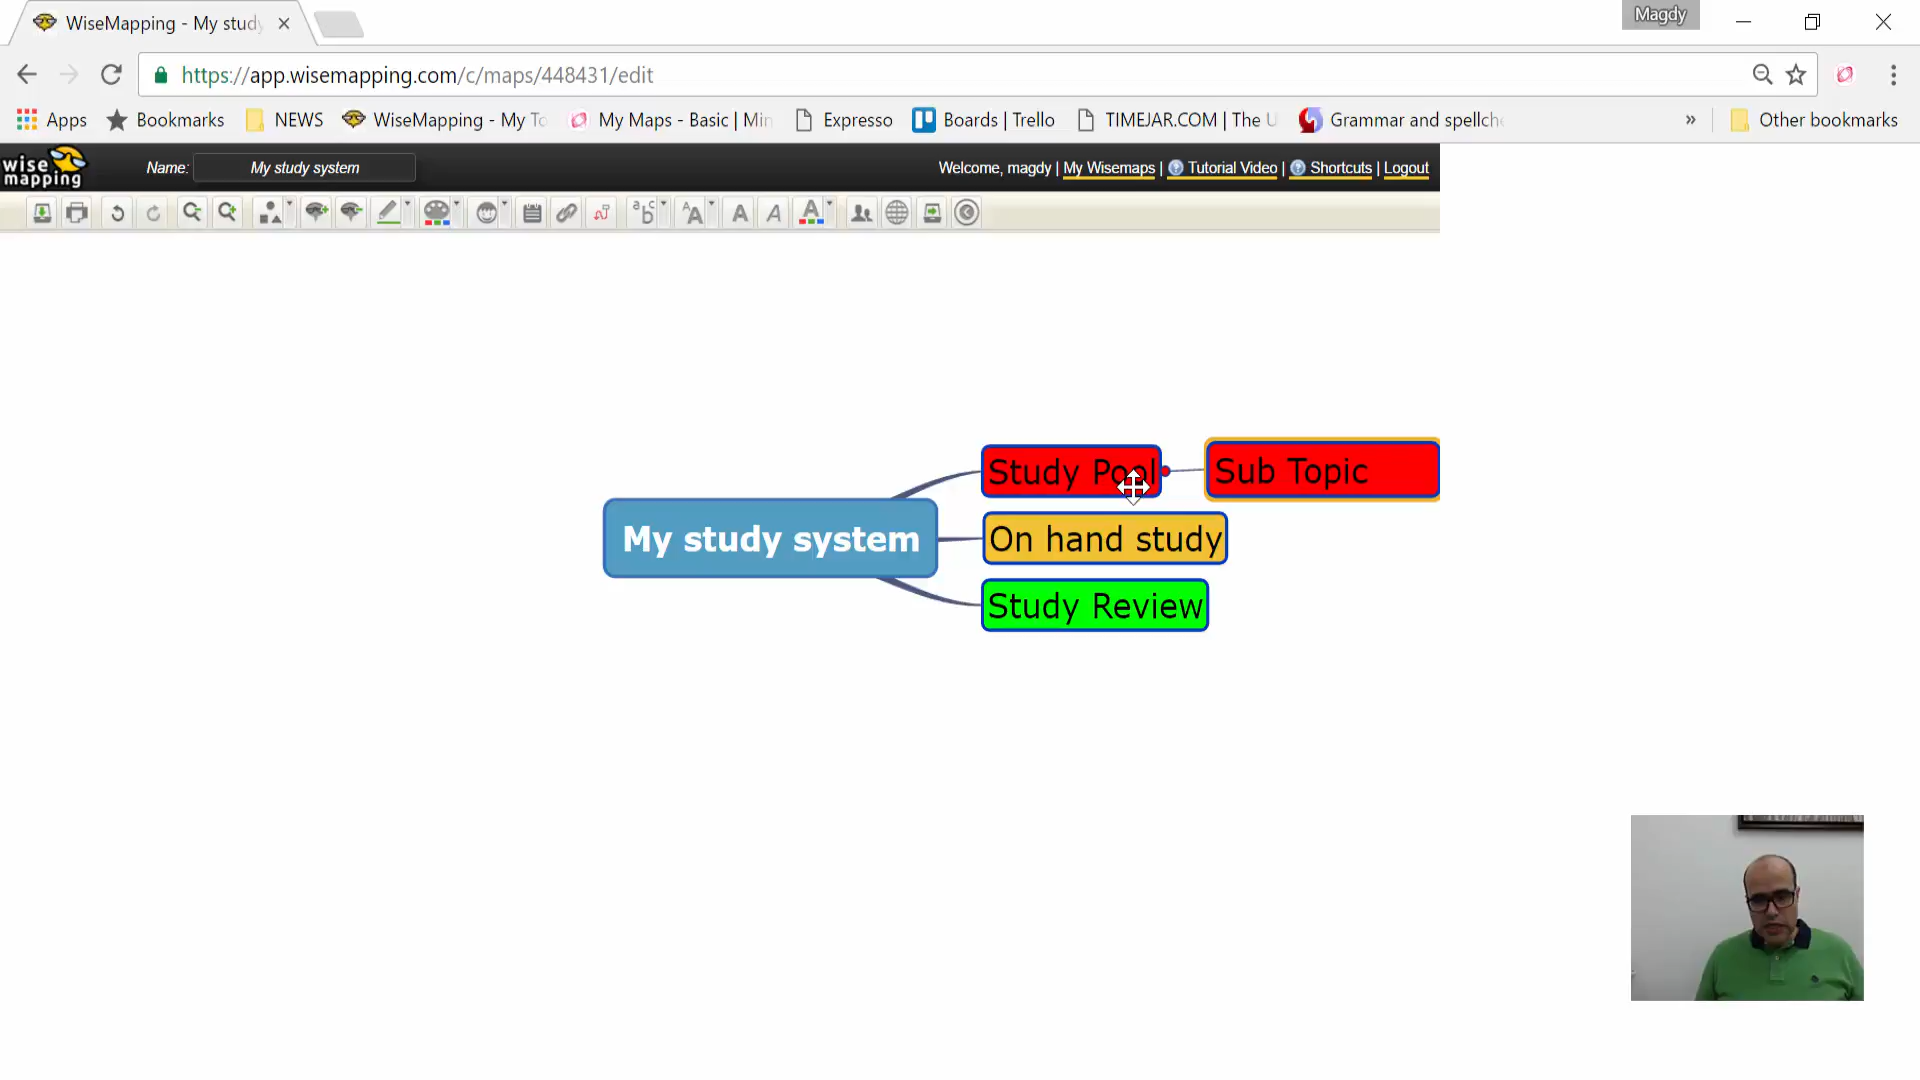 WiseMapping - My study
Magdy
https://app.wisemapping.com/c/maps/448431/edit
Apps Bookmarks NEWS WiseMapping - My To My Maps - Basic | Min Expresso Boards | Trello TIMEJAR.COM | The U Grammar and spellche » Other bookmarks
wise mapping Name: My study system Welcome, magdy | My Wisemaps | Tutorial Video | Shortcuts | Logout
Study Pool Sub Topic
My study system On hand study
Study Review